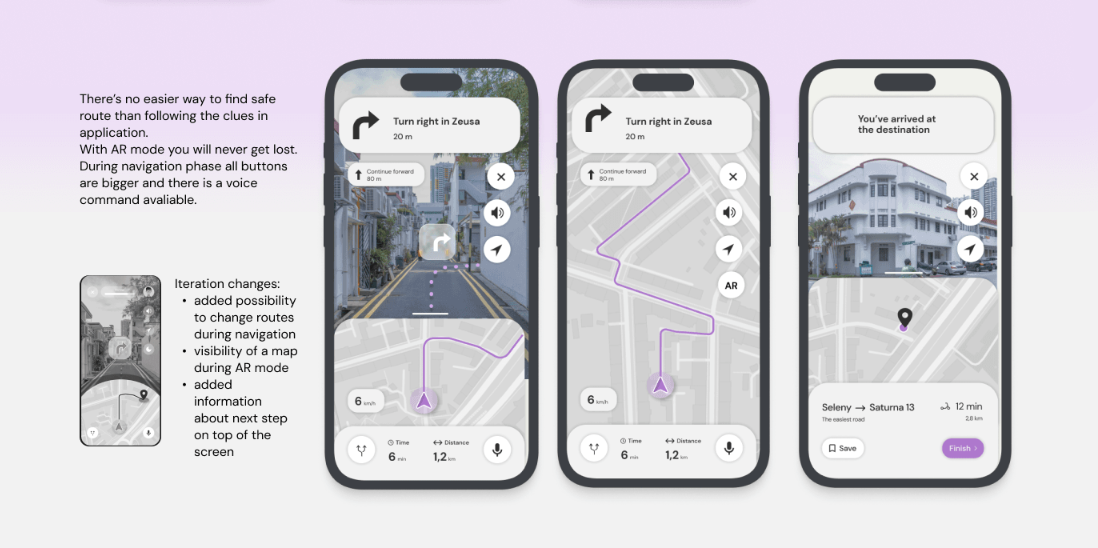 There's no easier way to find safe
route than following the clues in
application.
With AR mode you will never get lost.
During navigation phase all buttons
are bigger and there is a voice
command avaliable.
Iteration changes:
• added possibility
to change routes
during navigation
• visibility of a map
during AR mode
• added
information
about next step
on top of the
screen
Turn right in Zeusa
20 m
Continue forward
80 m
6 km/h
Time
6 min
Distance
1,2 km
Turn right in Zeusa
20 m
Continue forward
80 m
AR
6 km/h
Time
6 min
Distance
1,2 km
You've arrived at
the destination
Seleny → Saturna 13
The easiest road
12 min
2,8 km
Save
Finish >